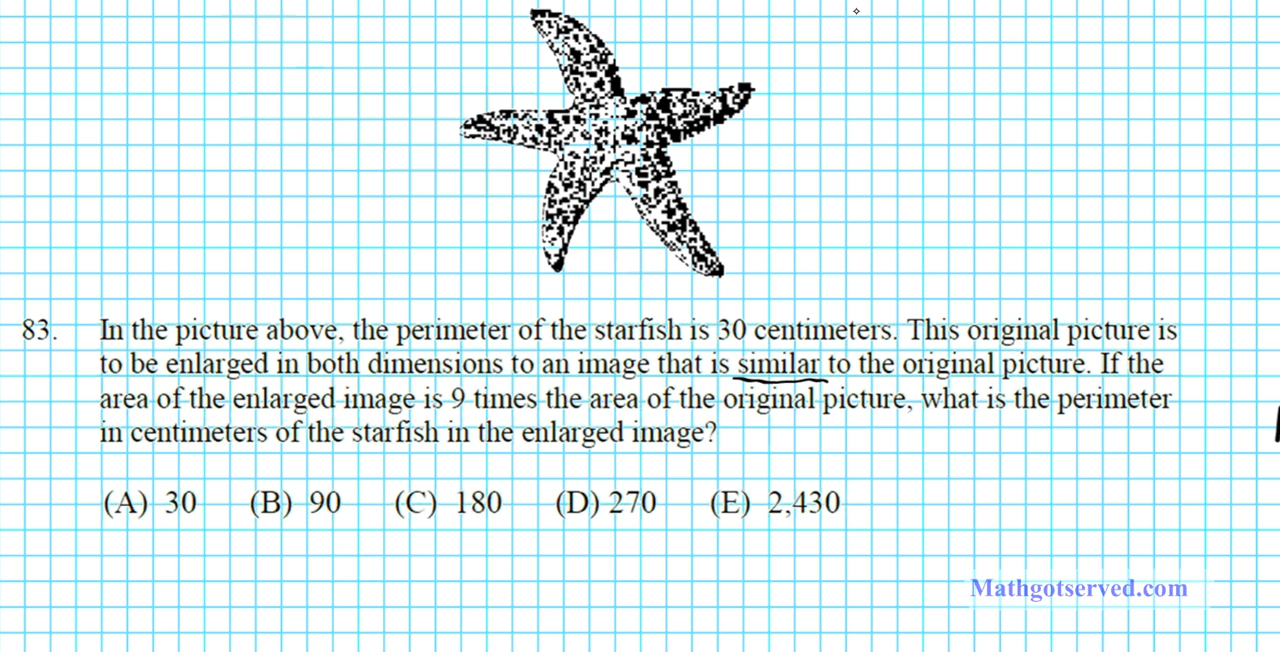 83. In the picture above, the perimeter of the starfish is 30 centimeters. This original picture is
to be enlarged in both dimensions to an image that is similar to the original picture. If the
area of the enlarged image is 9 times the area of the original picture, what is the perimeter
in centimeters of the starfish in the enlarged image?
(A) 30 (B) 90 (C) 180 (D) 270 (E) 2,430
Mathgotserved.com